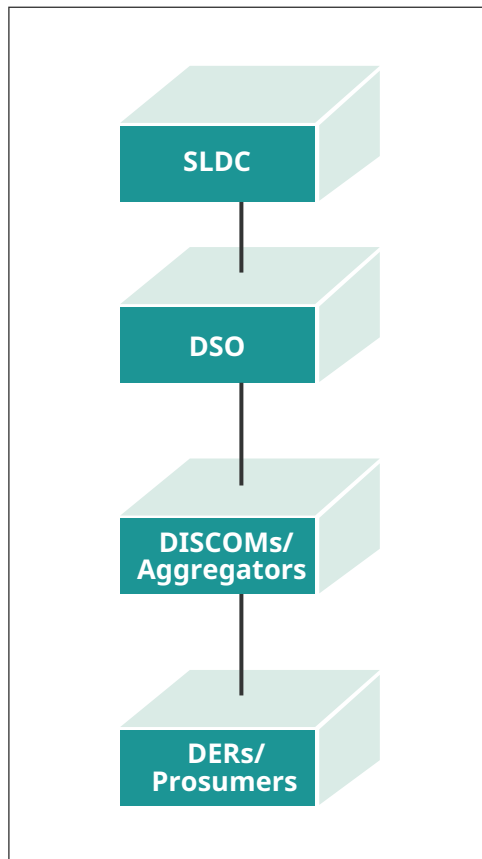 SLDC
DSO
DISCOMs/
Aggregators
DERs/
Prosumers